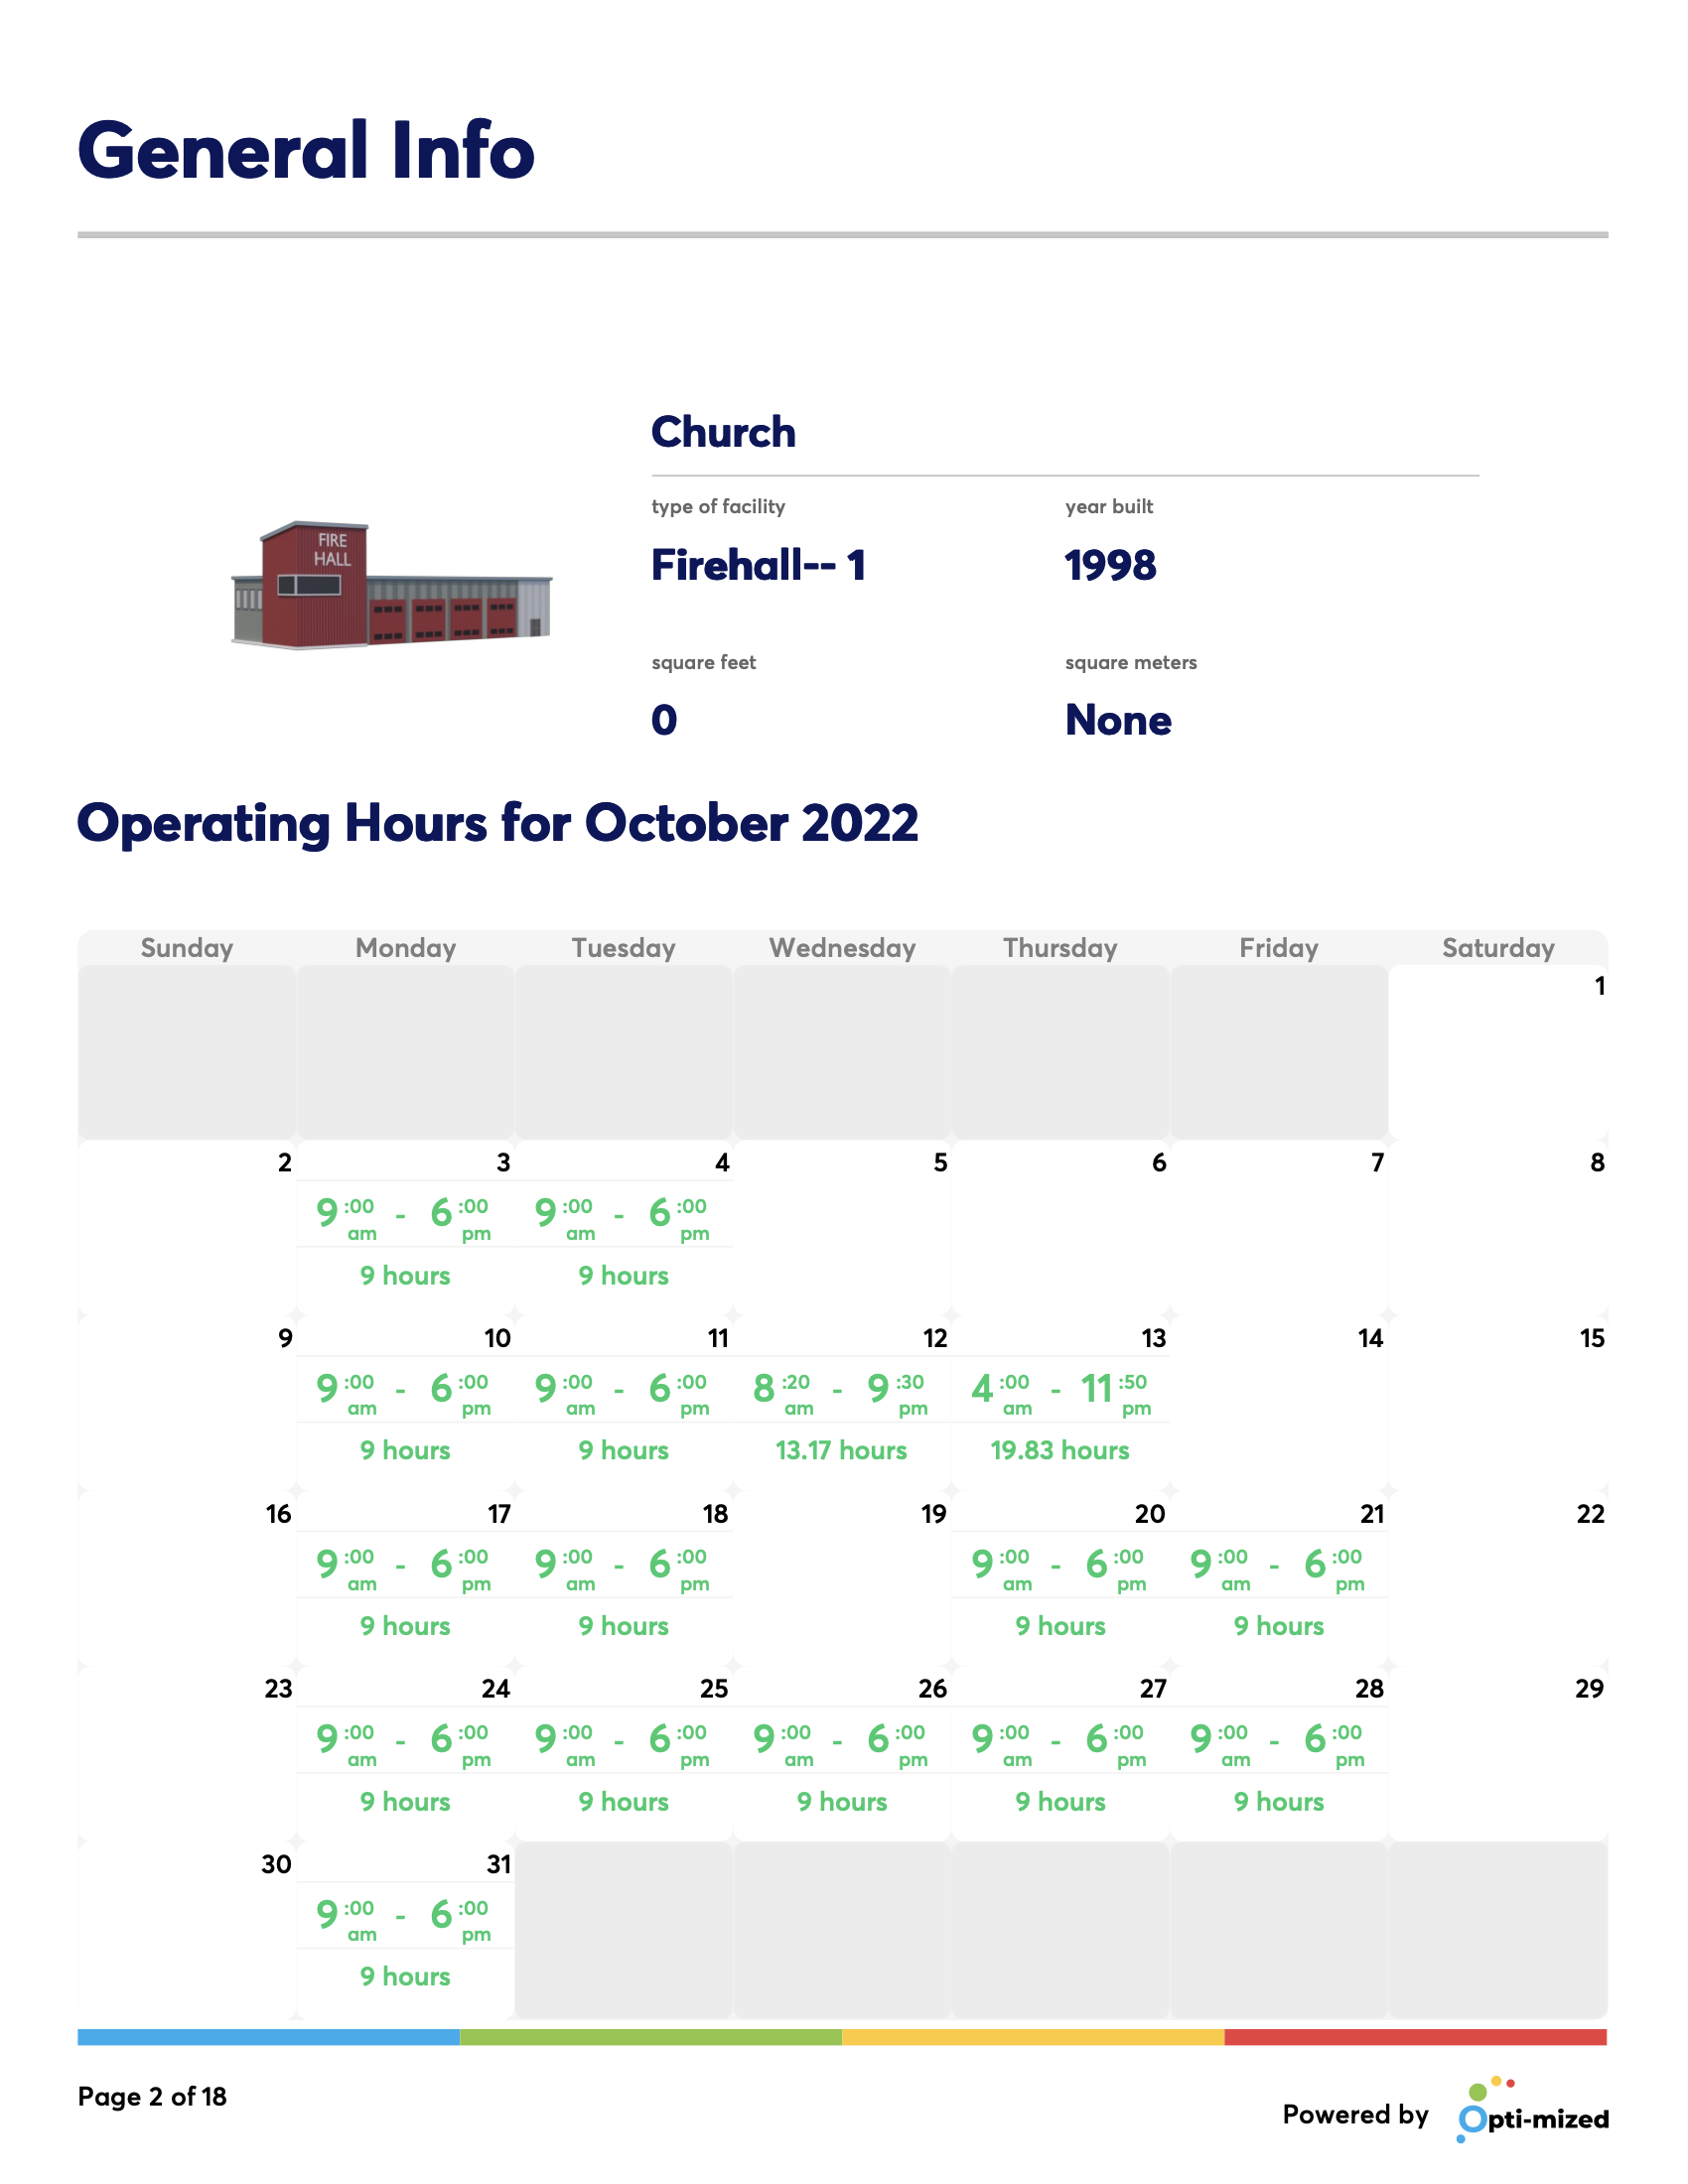 General Info
Church
type of facility year built
Firehall-- 1 1998
FIRE
HALL
square feet square meters
0 None
Operating Hours for October 2022
Sunday Monday Tuesday Wednesday Thursday Friday Saturday
1
2 3 4 5 6 7 8
9:00 am - 6:00 pm 9:00 am - 6:00 pm
9 hours 9 hours
9 10 11 12 13 14 15
9:00 am - 6:00 pm 9:00 am - 6:00 pm 8:20 am - 9:30 pm 4:00 am - 11:50 pm
9 hours 9 hours 13.17 hours 19.83 hours
16 17 18 19 20 21 22
9:00 am - 6:00 pm 9:00 am - 6:00 pm 9:00 am - 6:00 pm 9:00 am - 6:00 pm
9 hours 9 hours 9 hours 9 hours
23 24 25 26 27 28 29
9:00 am - 6:00 pm 9:00 am - 6:00 pm 9:00 am - 6:00 pm 9:00 am - 6:00 pm 9:00 am - 6:00 pm
9 hours 9 hours 9 hours 9 hours 9 hours
30 31
9:00 am - 6:00 pm
9 hours
Page 2 of 18
Powered by Opti-mized